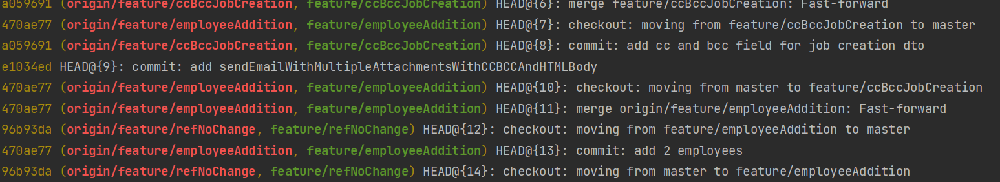 a059691 (origin/feature/ccBccJobCreation, feature/ccBccJobCreation) HEAD@{6}: merge feature/ccBccJobCreation: Fast-forward
470ae77 (origin/feature/employeeAddition, feature/employeeAddition) HEAD@{7}: checkout: moving from feature/ccBccJobCreation to master
a059691 (origin/feature/ccBccJobCreation, feature/ccBccJobCreation) HEAD@{8}: commit: add cc and bcc field for job creation dto
e1034ed HEAD@{9}: commit: add sendEmailWithMultipleAttachmentsWithCCBCCAndHTMLBody
470ae77 (origin/feature/employeeAddition, feature/employeeAddition) HEAD@{10}: checkout: moving from master to feature/ccBccJobCreation
470ae77 (origin/feature/employeeAddition, feature/employeeAddition) HEAD@{11}: merge origin/feature/employeeAddition: Fast-forward
96b93da (origin/feature/refNoChange, feature/refNoChange) HEAD@{12}: checkout: moving from feature/employeeAddition to master
470ae77 (origin/feature/employeeAddition, feature/employeeAddition) HEAD@{13}: commit: add 2 employees
96b93da (origin/feature/refNoChange, feature/refNoChange) HEAD@{14}: checkout: moving from master to feature/employeeAddition